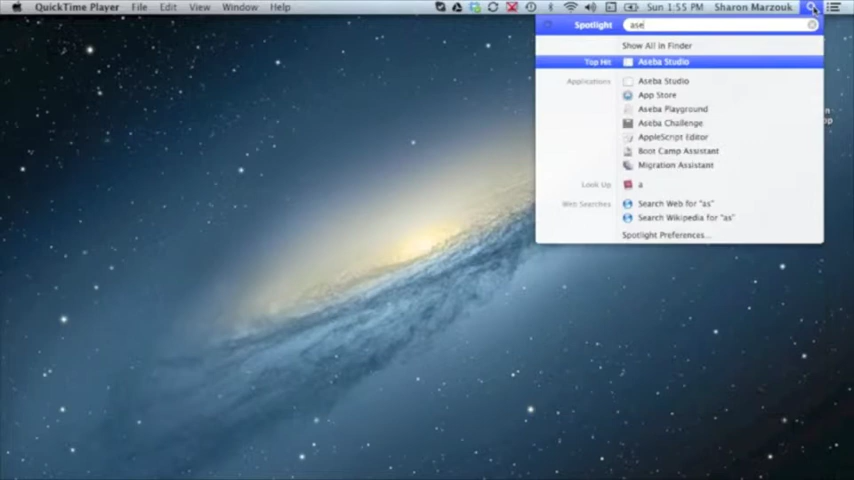 QuickTime Player File Edit View Window Help Sun 1:55 PM Sharon Marzouk
Spotlight ase
Show All in Finder
Top Hit Aseba Studio
Applications Aseba Studio
App Store
Aseba Playground
Aseba Challenge
AppleScript Editor
Boot Camp Assistant
Migration Assistant
Look Up a
Web Searches Search Web for "as"
Search Wikipedia for "as"
Spotlight Preferences...